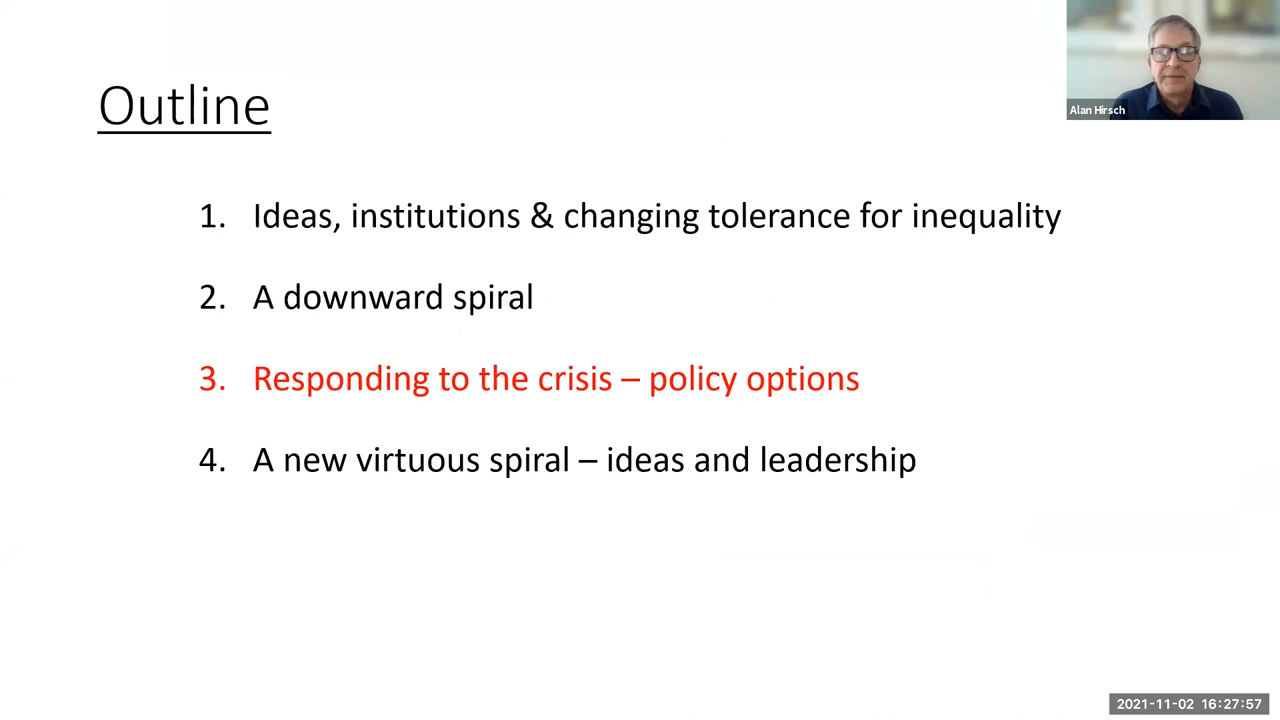 Outline
Alan Hirsch
1. Ideas, institutions & changing tolerance for inequality
2. A downward spiral
3. Responding to the crisis – policy options
4. A new virtuous spiral – ideas and leadership
2021-11-02 16:27:57